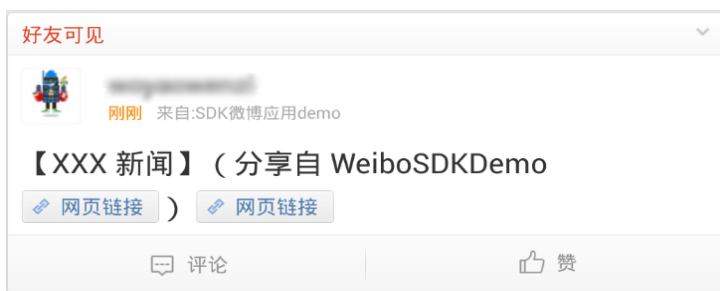 好友可见
刚刚 来自:SDK微博应用demo
【XXX 新闻】（分享自 WeiboSDKDemo
网页链接 ） 网页链接
评论 赞